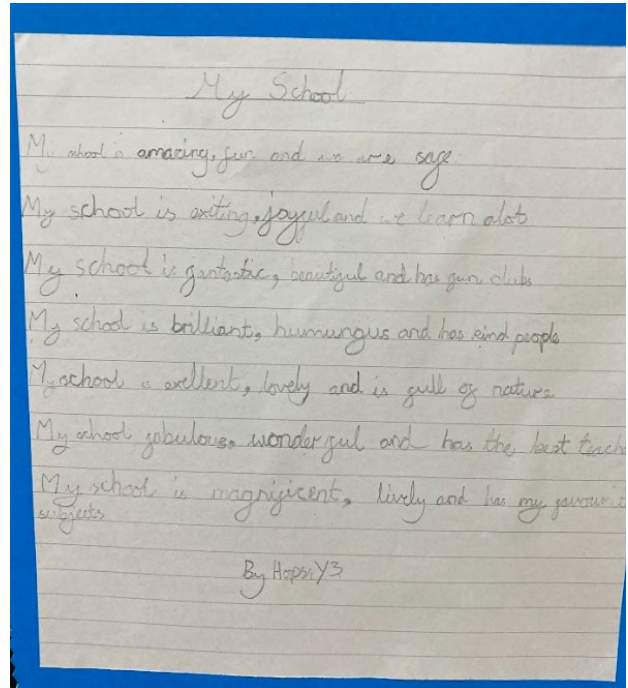 My School
My school is amazing, fun and we are safe
My school is exiting, joyful and we learn alot
My school is fantastic, beautiful and has fun clubs
My school is brilliant, humungus and has kind people
My school is exellent, lovely and is full of nature
My school fabulous, wonderful and has the best teach
My school is magnificent, lively and has my favourit
subjects
By Y3